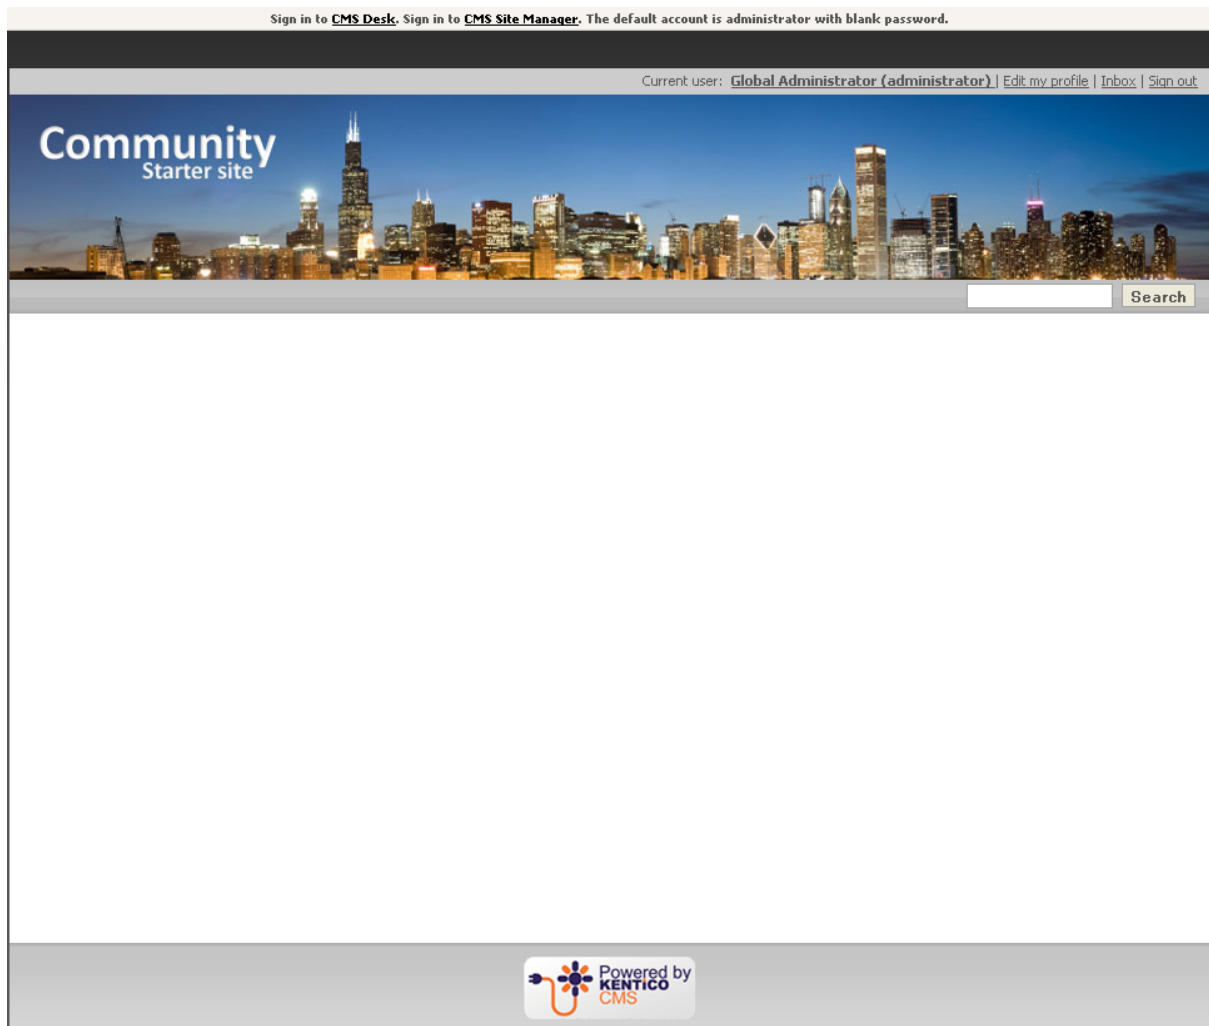 Sign in to CMS Desk. Sign in to CMS Site Manager. The default account is administrator with blank password.
Current user: Global Administrator (administrator) | Edit my profile | Inbox | Sign out
Community
Starter site
Search
Powered by
KENTICO
CMS